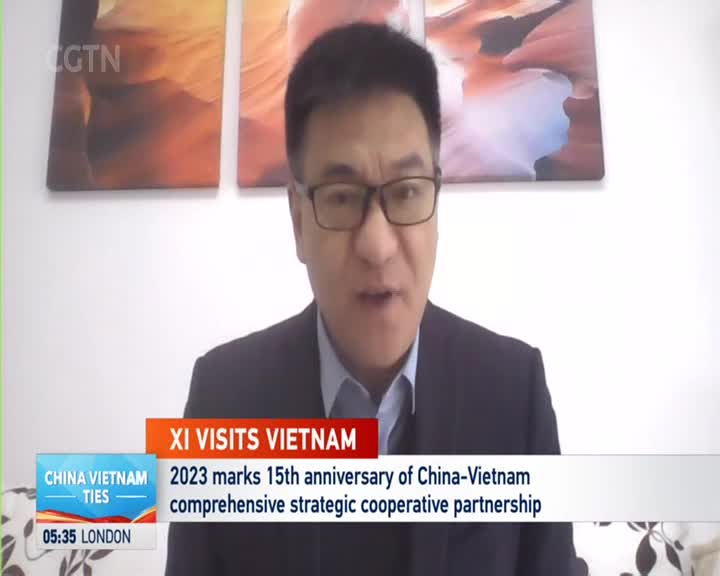 CGTN
XI VISITS VIETNAM
CHINA VIETNAM
TIES
2023 marks 15th anniversary of China-Vietnam
comprehensive strategic cooperative partnership
05:35 LONDON